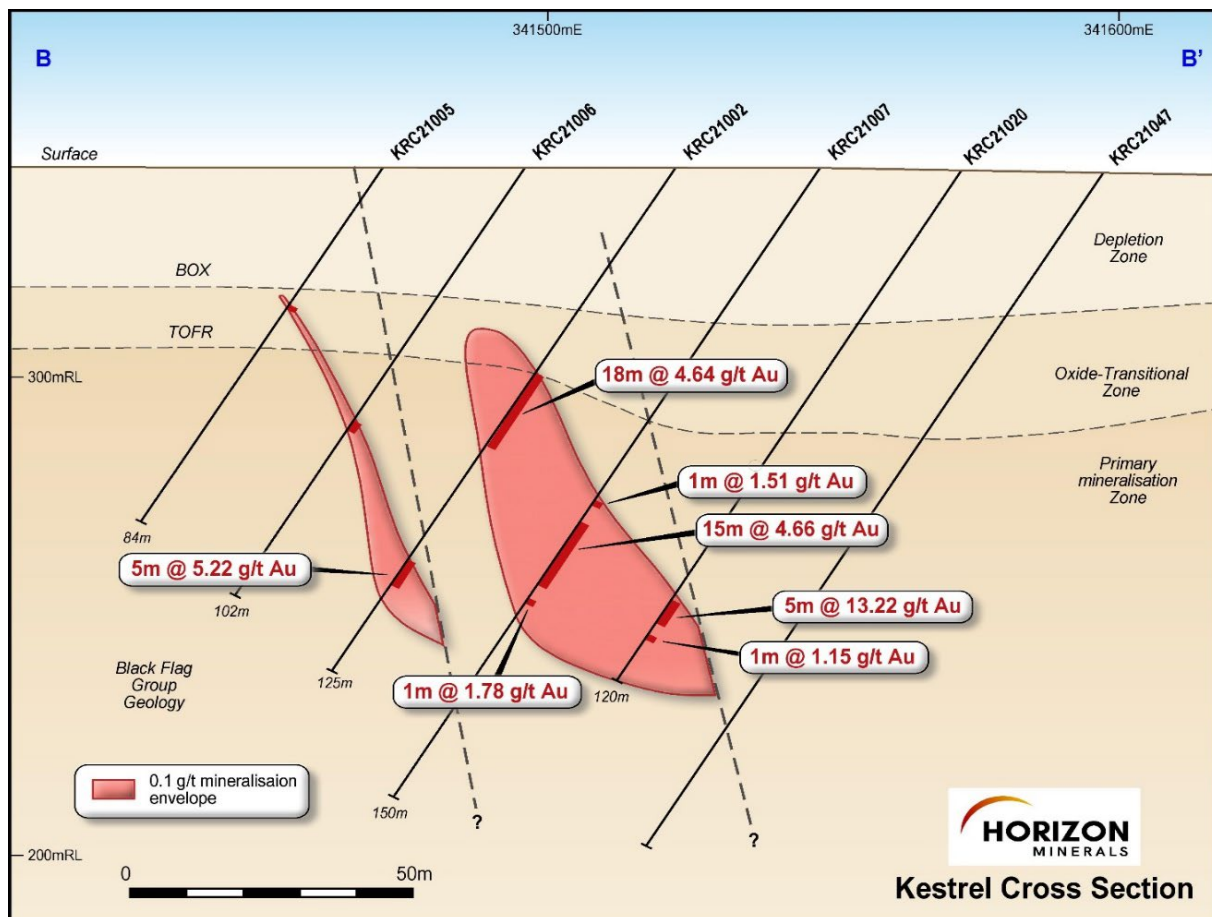 341500mE
341600mE
B
B'
KRC21005
KRC21006
KRC21002
KRC21007
KRC21020
KRC21047
Surface
Depletion
Zone
BOX
TOFR
300mRL
18m @ 4.64 g/t Au
Oxide-Transitional
Zone
Primary
mineralisation
Zone
1m @ 1.51 g/t Au
15m @ 4.66 g/t Au
84m
5m @ 5.22 g/t Au
102m
5m @ 13.22 g/t Au
1m @ 1.15 g/t Au
Black Flag
Group
Geology
125m
1m @ 1.78 g/t Au
120m
0.1 g/t mineralisaion
envelope
150m
?
?
200mRL
0
50m
HORIZON
MINERALS
Kestrel Cross Section